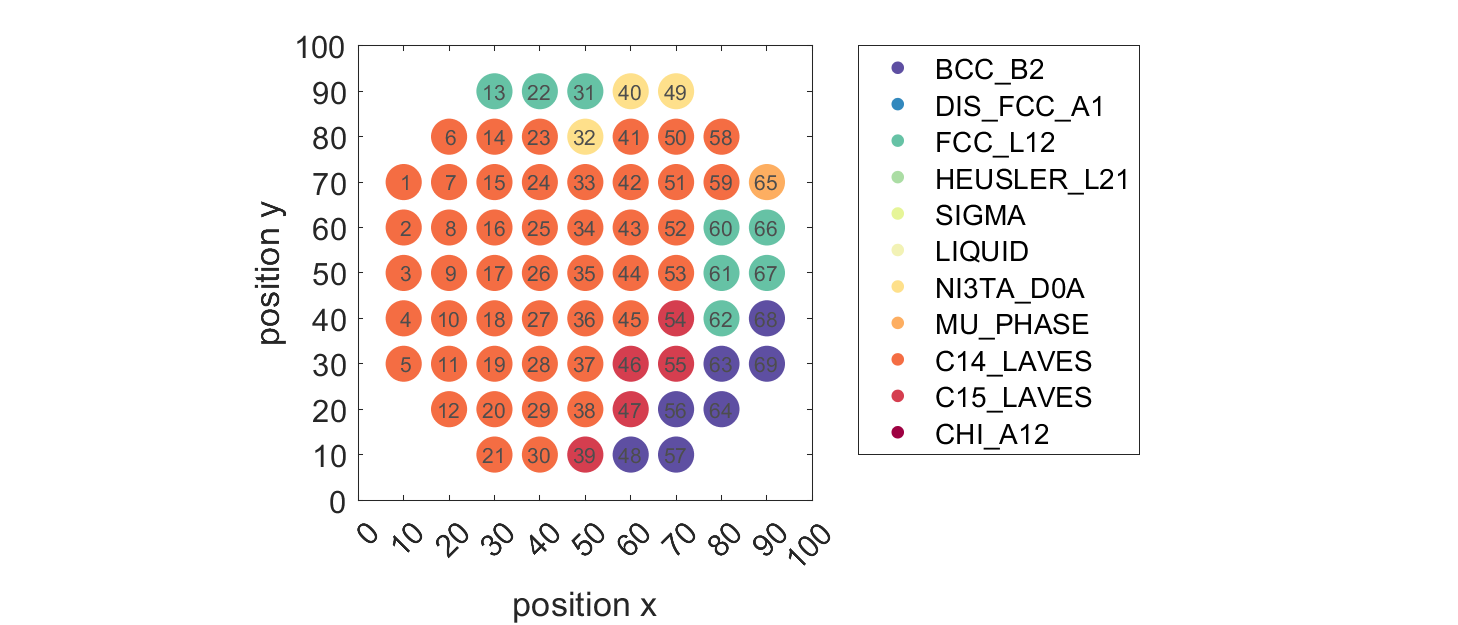 100
90
80
70
60
50
40
30
20
10
0
position y
13 22 31 40 49
6 14 23 32 41 50 58
1 7 15 24 33 42 51 59 65
2 8 16 25 34 43 52 60 66
3 9 17 26 35 44 53 61 67
4 10 18 27 36 45 54 62 68
5 11 19 28 37 46 55 63 69
12 20 29 38 47 56 64
21 30 39 48 57
0 10 20 30 40 50 60 70 80 90 100
position x
BCC_B2
DIS_FCC_A1
FCC_L12
HEUSLER_L21
SIGMA
LIQUID
NI3TA_D0A
MU_PHASE
C14_LAVES
C15_LAVES
CHI_A12